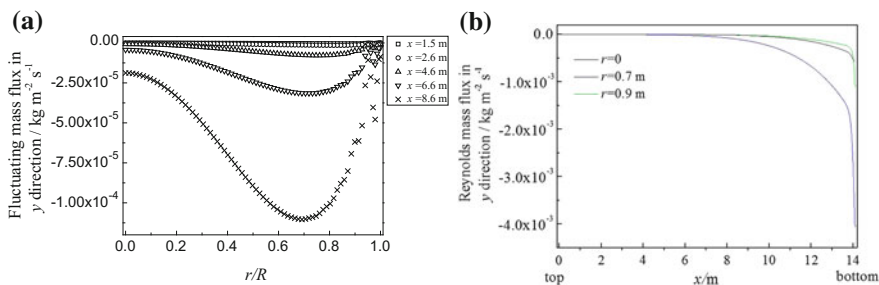 (a)
Fluctuating mass flux in
y direction / kg m⁻² s⁻¹
0.00
-2.50x10⁻⁵
-5.00x10⁻⁵
-7.50x10⁻⁵
-1.00x10⁻⁴
0.0 0.2 0.4 0.6 0.8 1.0
r/R
x =1.5 m
x =2.6 m
x =4.6 m
x =6.6 m
x =8.6 m
(b)
Reynolds mass flux in
y direction / kg m⁻² s⁻¹
0.0
-1.0x10⁻³
-2.0x10⁻³
-3.0x10⁻³
-4.0x10⁻³
r=0
r=0.7 m
r=0.9 m
0 2 4 6 8 10 12 14
top x/m bottom